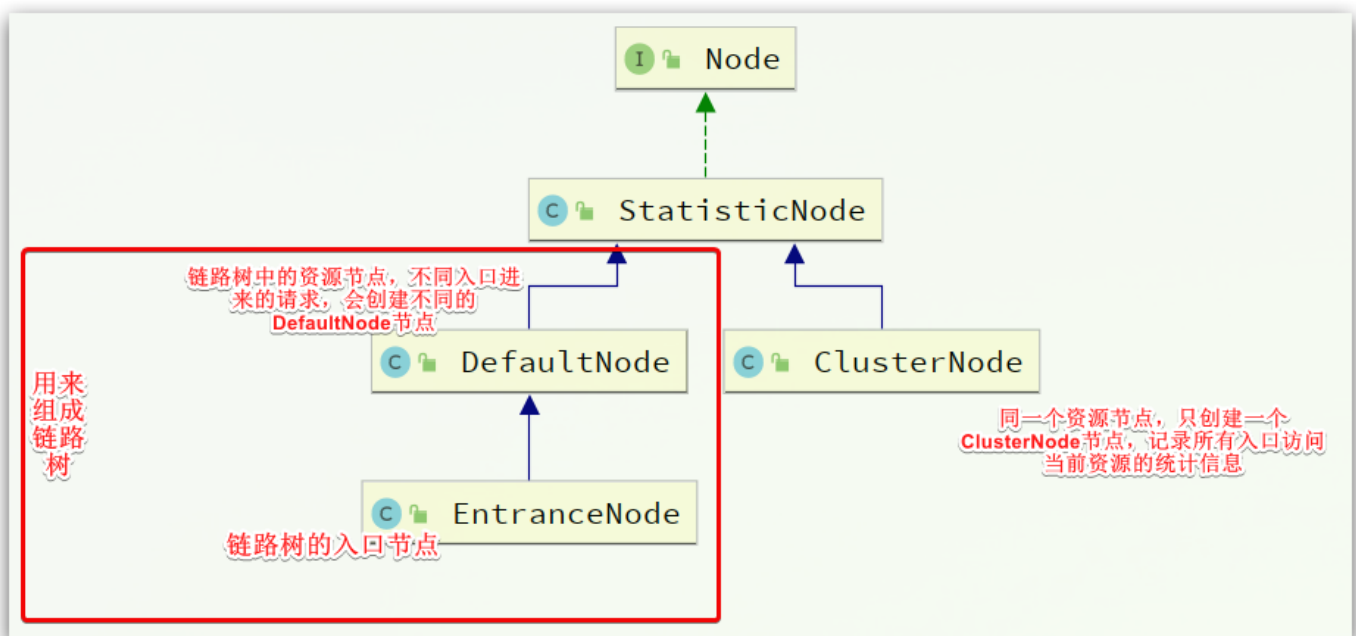 I Node
C StatisticNode
链路树中的资源节点，不同入口进
来的请求，会创建不同的
DefaultNode节点
C DefaultNode
C ClusterNode
用来
组成
链路
树
同一个资源节点，只创建一个
ClusterNode节点，记录所有入口访问
当前资源的统计信息
C EntranceNode
链路树的入口节点